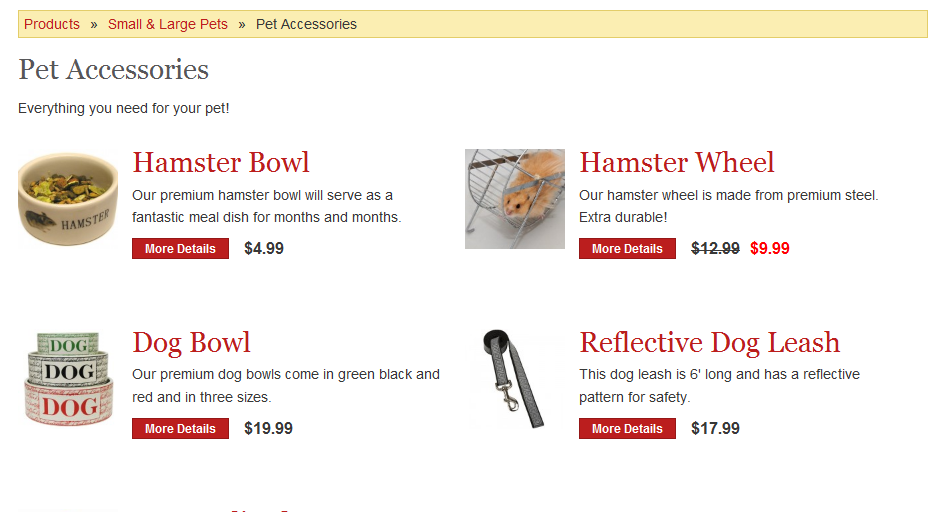 Products » Small & Large Pets » Pet Accessories
Pet Accessories
Everything you need for your pet!
Hamster Bowl
Our premium hamster bowl will serve as a
fantastic meal dish for months and months.
More Details $4.99
HAMSTER
Hamster Wheel
Our hamster wheel is made from premium steel.
Extra durable!
More Details $12.99 $9.99
Dog Bowl
Our premium dog bowls come in green black and
red and in three sizes.
More Details $19.99
DOG
DOG
DOG
Reflective Dog Leash
This dog leash is 6' long and has a reflective
pattern for safety.
More Details $17.99